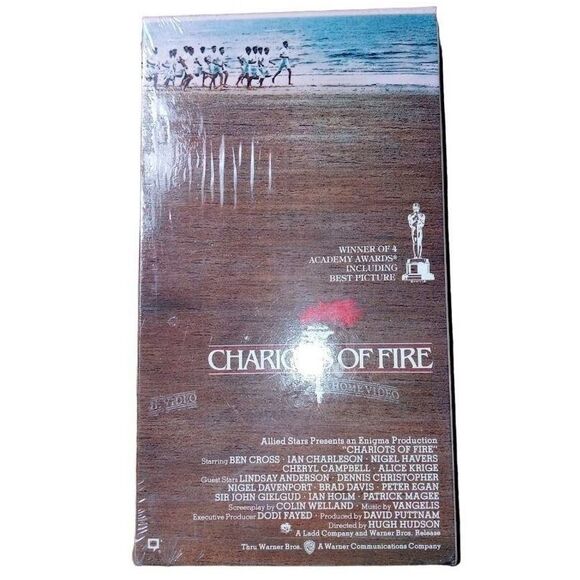 WINNER OF 4
ACADEMY AWARDS®
INCLUDING
BEST PICTURE
CHARIOTS OF FIRE
VIDEO
HOME VIDEO
Allied Stars Presents an Enigma Production
"CHARIOTS OF FIRE"
Starring BEN CROSS · IAN CHARLESON · NIGEL HAVERS
CHERYL CAMPBELL · ALICE KRIGE
Guest Stars LINDSAY ANDERSON · DENNIS CHRISTOPHER
NIGEL DAVENPORT · BRAD DAVIS · PETER EGAN
SIR JOHN GIELGUD · IAN HOLM · PATRICK MAGEE
Screenplay by COLIN WELLAND · Music by VANGELIS
Executive Producer DODI FAYED · Produced by DAVID PUTTNAM
Directed by HUGH HUDSON
A Ladd Company and Warner Bros. Release
Thru Warner Bros. A Warner Communications Company